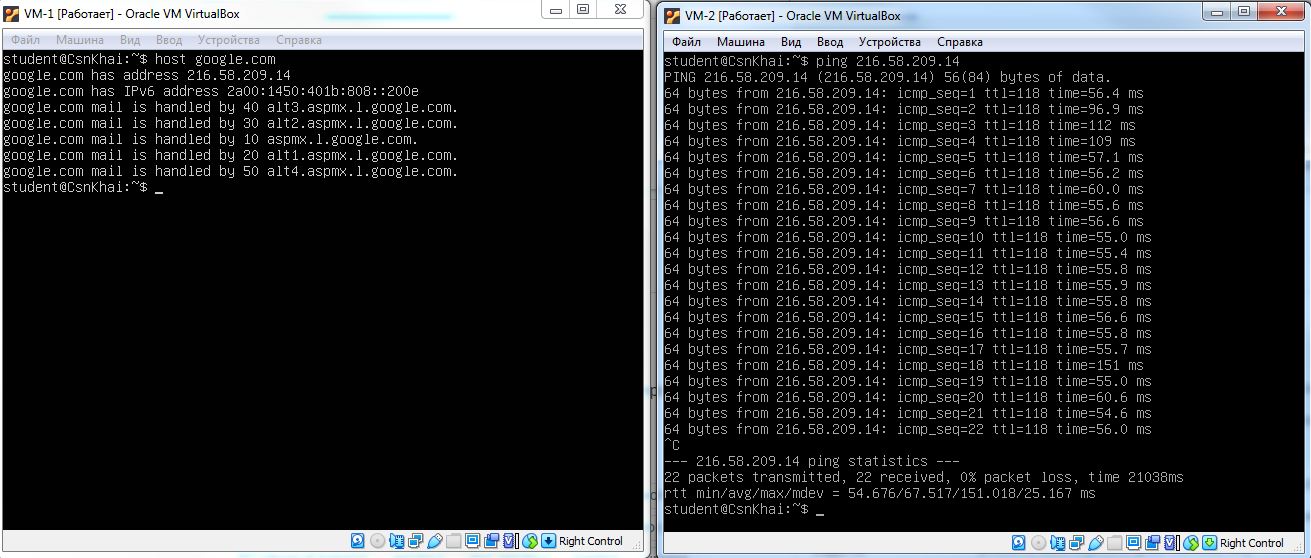 VM-1 [Работает] - Oracle VM VirtualBox
Файл Машина Вид Ввод Устройства Справка
student@CsnKhai:~$ host google.com
google.com has address 216.58.209.14
google.com has IPv6 address 2a00:1450:401b:808::200e
google.com mail is handled by 40 alt3.aspmx.l.google.com.
google.com mail is handled by 30 alt2.aspmx.l.google.com.
google.com mail is handled by 10 aspmx.l.google.com.
google.com mail is handled by 20 alt1.aspmx.l.google.com.
google.com mail is handled by 50 alt4.aspmx.l.google.com.
student@CsnKhai:~$ _
Right Control
VM-2 [Работает] - Oracle VM VirtualBox
Файл Машина Вид Ввод Устройства Справка
student@CsnKhai:~$ ping 216.58.209.14
PING 216.58.209.14 (216.58.209.14) 56(84) bytes of data.
64 bytes from 216.58.209.14: icmp_seq=1 ttl=118 time=56.4 ms
64 bytes from 216.58.209.14: icmp_seq=2 ttl=118 time=96.9 ms
64 bytes from 216.58.209.14: icmp_seq=3 ttl=118 time=112 ms
64 bytes from 216.58.209.14: icmp_seq=4 ttl=118 time=109 ms
64 bytes from 216.58.209.14: icmp_seq=5 ttl=118 time=57.1 ms
64 bytes from 216.58.209.14: icmp_seq=6 ttl=118 time=56.2 ms
64 bytes from 216.58.209.14: icmp_seq=7 ttl=118 time=60.0 ms
64 bytes from 216.58.209.14: icmp_seq=8 ttl=118 time=55.6 ms
64 bytes from 216.58.209.14: icmp_seq=9 ttl=118 time=56.6 ms
64 bytes from 216.58.209.14: icmp_seq=10 ttl=118 time=55.0 ms
64 bytes from 216.58.209.14: icmp_seq=11 ttl=118 time=55.4 ms
64 bytes from 216.58.209.14: icmp_seq=12 ttl=118 time=55.8 ms
64 bytes from 216.58.209.14: icmp_seq=13 ttl=118 time=55.9 ms
64 bytes from 216.58.209.14: icmp_seq=14 ttl=118 time=55.8 ms
64 bytes from 216.58.209.14: icmp_seq=15 ttl=118 time=56.6 ms
64 bytes from 216.58.209.14: icmp_seq=16 ttl=118 time=55.8 ms
64 bytes from 216.58.209.14: icmp_seq=17 ttl=118 time=55.7 ms
64 bytes from 216.58.209.14: icmp_seq=18 ttl=118 time=151 ms
64 bytes from 216.58.209.14: icmp_seq=19 ttl=118 time=55.0 ms
64 bytes from 216.58.209.14: icmp_seq=20 ttl=118 time=60.6 ms
64 bytes from 216.58.209.14: icmp_seq=21 ttl=118 time=54.6 ms
64 bytes from 216.58.209.14: icmp_seq=22 ttl=118 time=56.0 ms
^C
--- 216.58.209.14 ping statistics ---
22 packets transmitted, 22 received, 0% packet loss, time 21038ms
rtt min/avg/max/mdev = 54.676/67.517/151.018/25.167 ms
student@CsnKhai:~$ _
Right Control